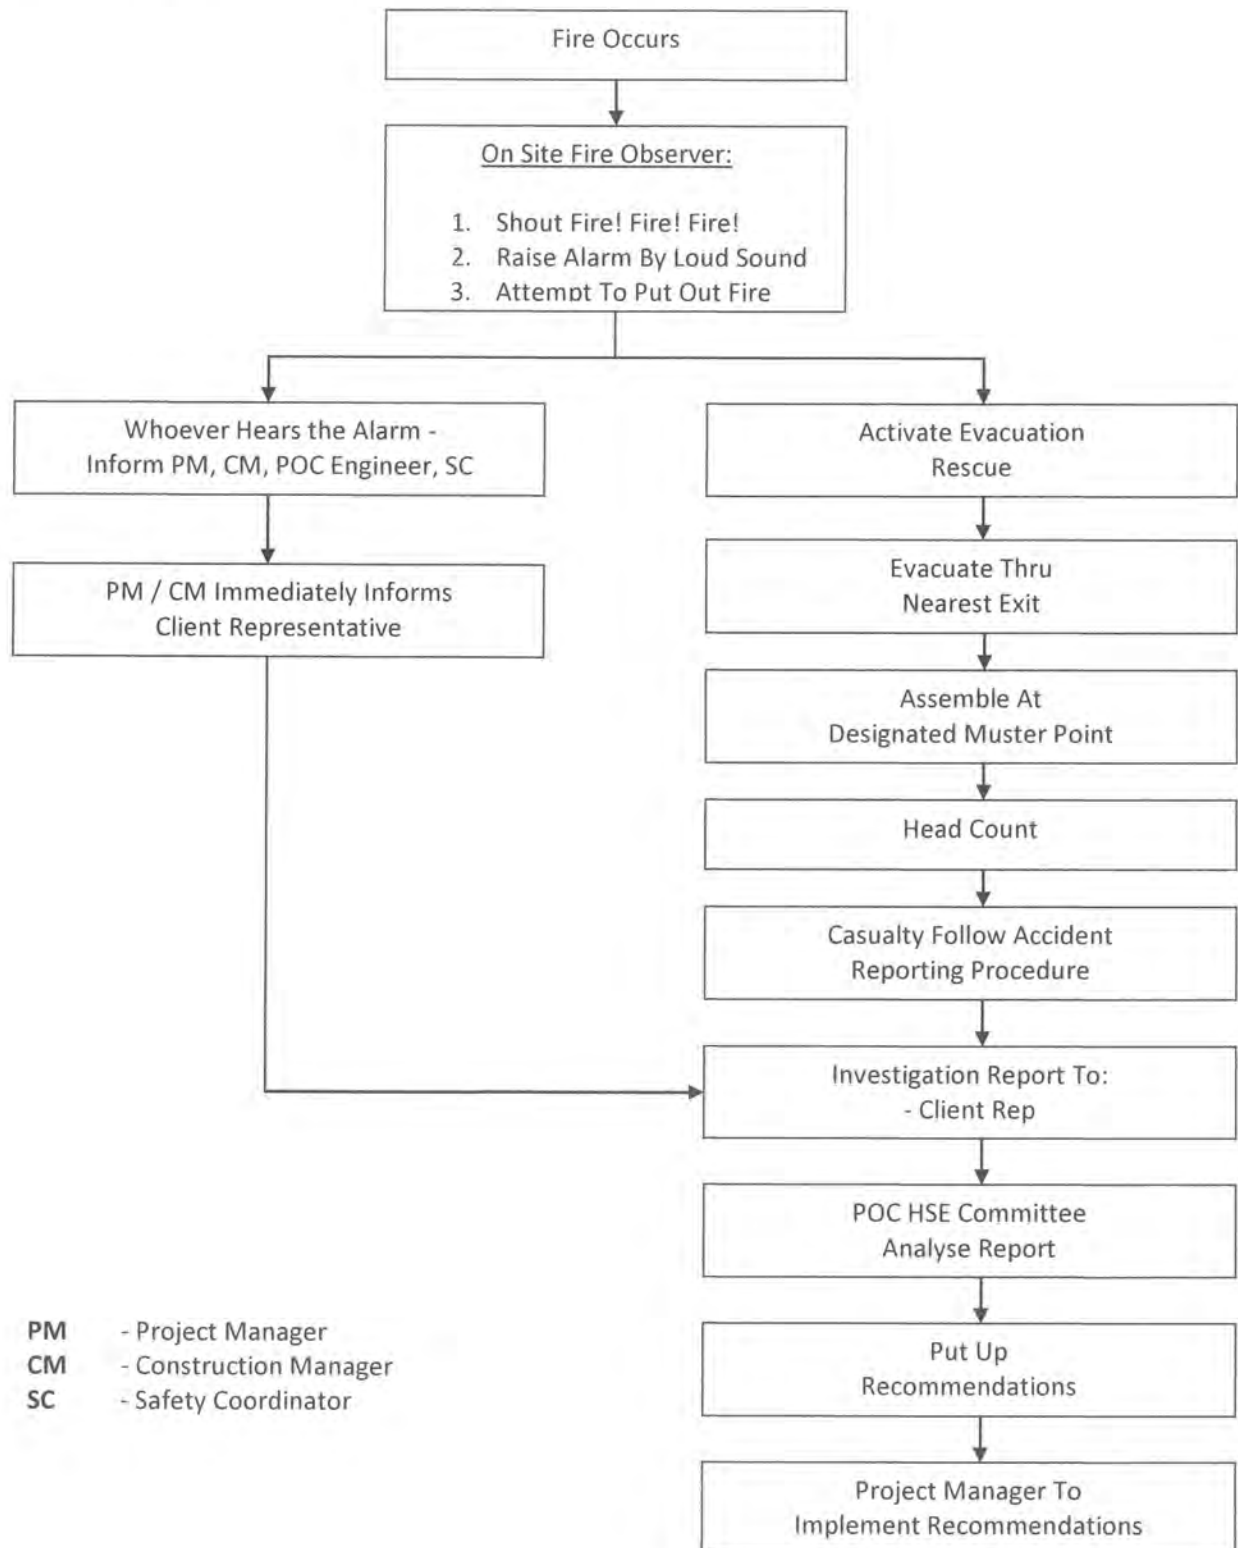 Fire Occurs
On Site Fire Observer:
1. Shout Fire! Fire! Fire!
2. Raise Alarm By Loud Sound
3. Attempt To Put Out Fire
Whoever Hears the Alarm -
Inform PM, CM, POC Engineer, SC
PM / CM Immediately Informs
Client Representative
Activate Evacuation
Rescue
Evacuate Thru
Nearest Exit
Assemble At
Designated Muster Point
Head Count
Casualty Follow Accident
Reporting Procedure
Investigation Report To:
- Client Rep
POC HSE Committee
Analyse Report
Put Up
Recommendations
Project Manager To
Implement Recommendations
PM - Project Manager
CM - Construction Manager
SC - Safety Coordinator